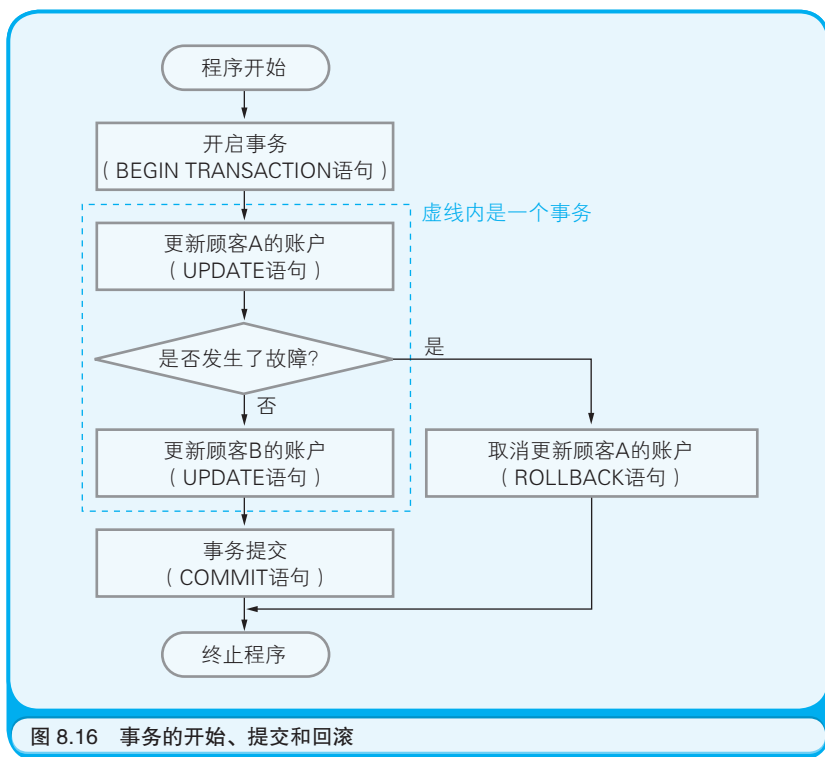 程序开始
开启事务
（BEGIN TRANSACTION语句）
虚线内是一个事务
更新顾客A的账户
（UPDATE语句）
是否发生了故障?
是
否
更新顾客B的账户
（UPDATE语句）
取消更新顾客A的账户
（ROLLBACK语句）
事务提交
（COMMIT语句）
终止程序
图 8.16 事务的开始、提交和回滚